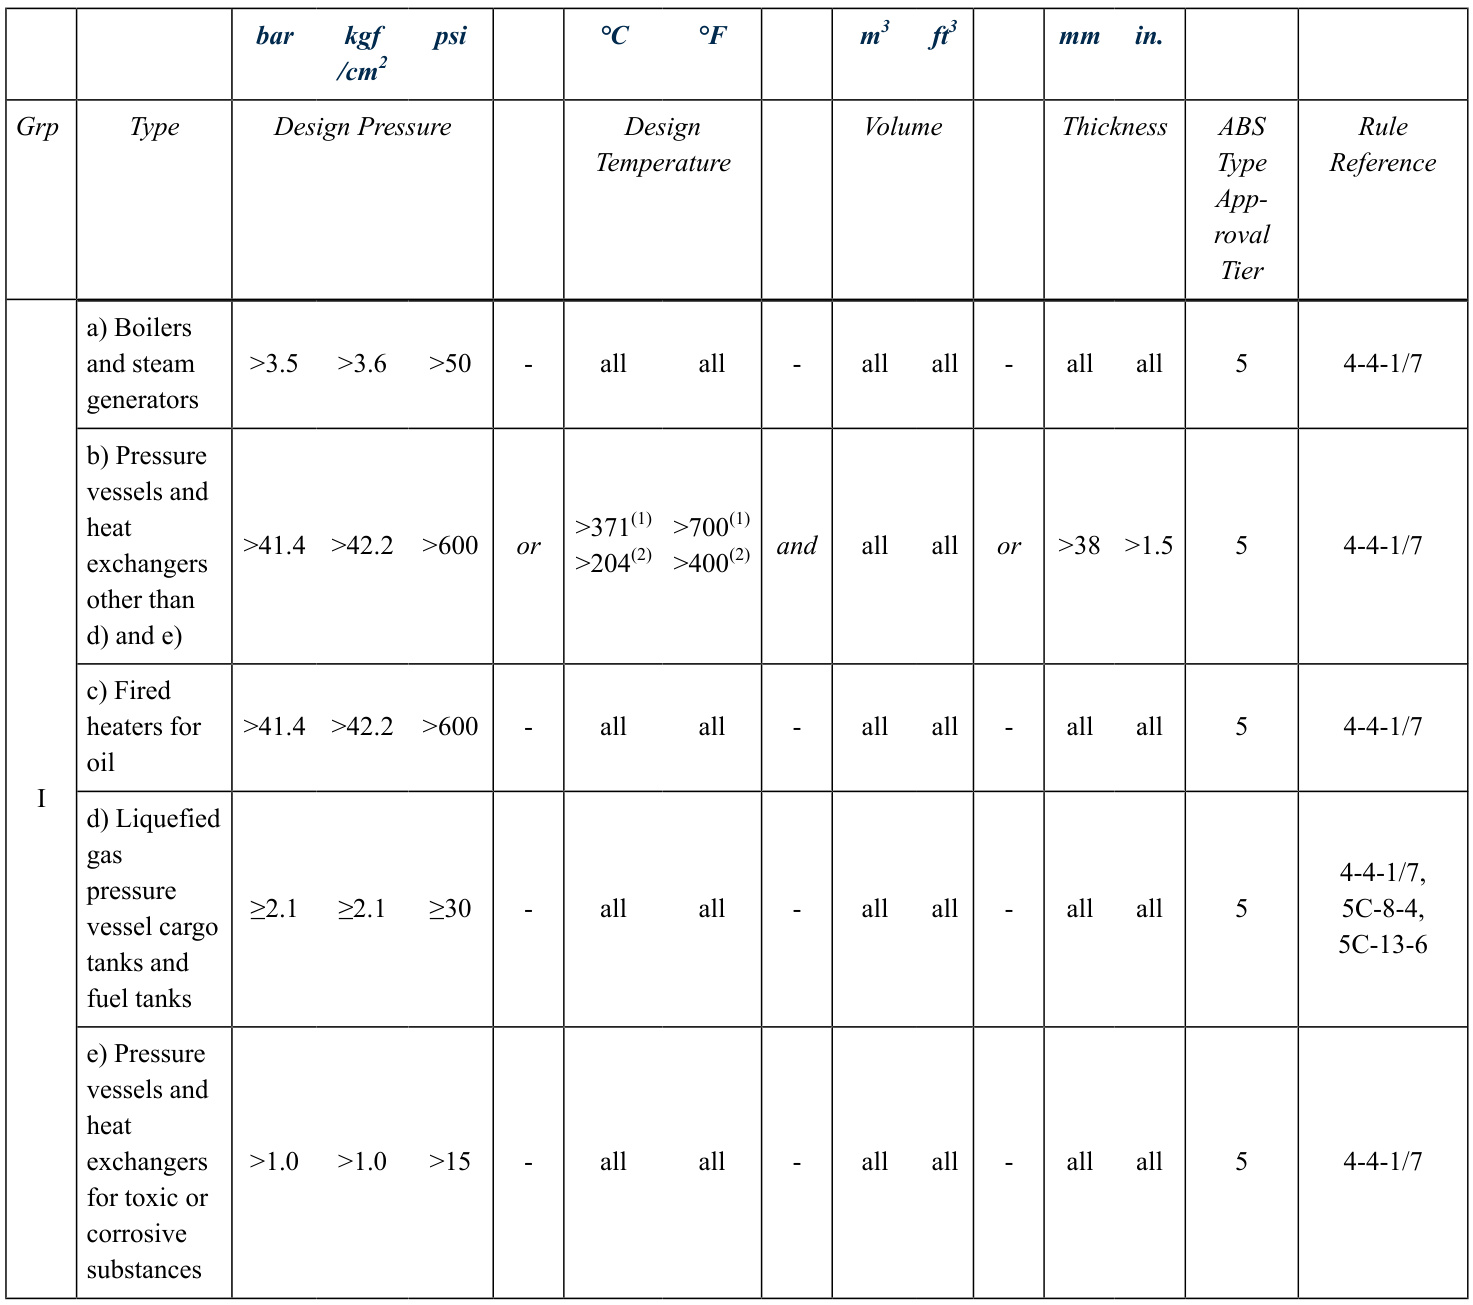 bar kgf psi °C °F m³ ft³ mm in.
/cm²
Grp Type Design Pressure Design Volume Thickness ABS Rule
Temperature Type Reference
App-
roval
Tier
I
a) Boilers
and steam >3.5 >3.6 >50 - all all - all all - all all 5 4-4-1/7
generators
b) Pressure
vessels and
heat >371(1) >700(1)
exchangers >41.4 >42.2 >600 or and all all or >38 >1.5 5 4-4-1/7
>204(2) >400(2)
other than
d) and e)
c) Fired
heaters for >41.4 >42.2 >600 - all all - all all - all all 5 4-4-1/7
oil
d) Liquefied
gas
pressure 4-4-1/7,
vessel cargo ≥2.1 ≥2.1 ≥30 - all all - all all - all all 5 5C-8-4,
tanks and 5C-13-6
fuel tanks
e) Pressure
vessels and
heat
exchangers >1.0 >1.0 >15 - all all - all all - all all 5 4-4-1/7
for toxic or
corrosive
substances